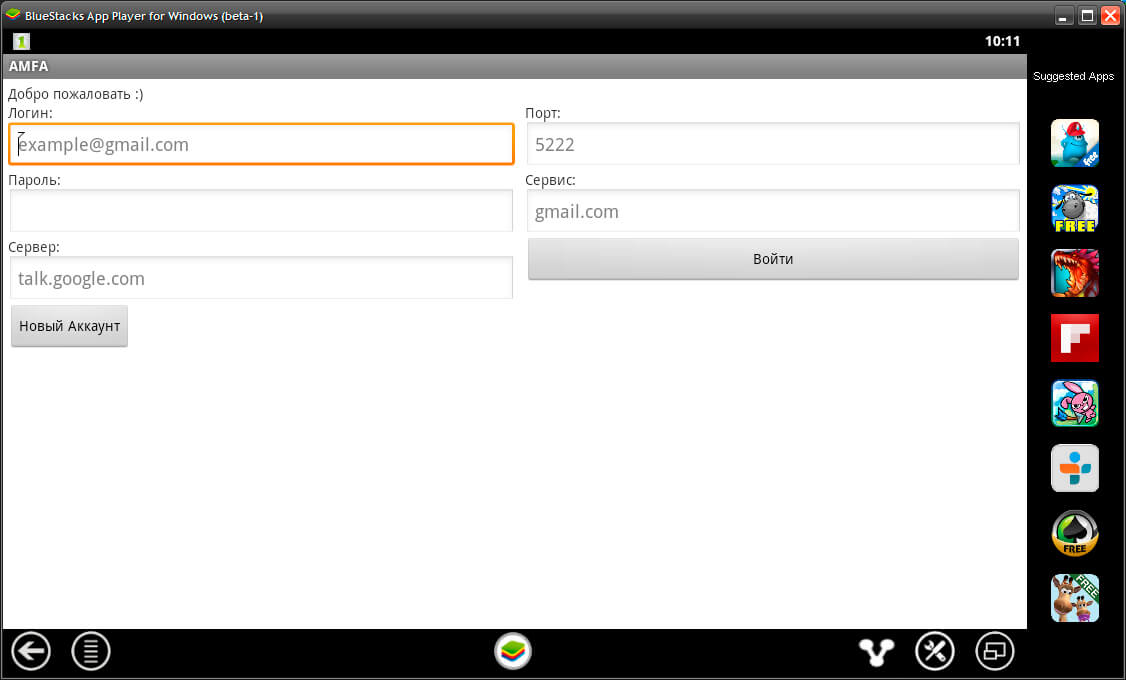 BlueStacks App Player for Windows (beta-1)
1
10:11
AMFA
Suggested Apps
Добро пожаловать :)
Логин:
example@gmail.com
Пароль:
Сервер:
talk.google.com
Новый Аккаунт
Порт:
5222
Сервис:
gmail.com
Войти
free
FREE
F
FREE
FREE